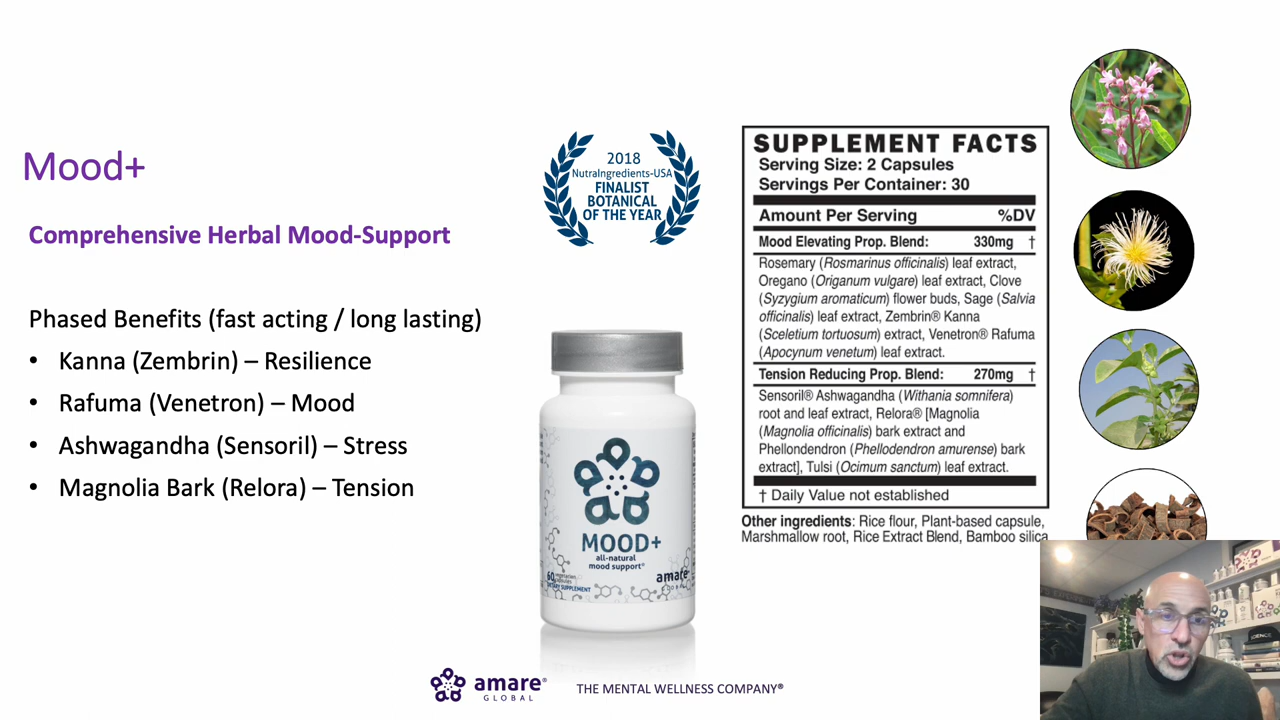 Mood+
Comprehensive Herbal Mood-Support
Phased Benefits (fast acting / long lasting)
• Kanna (Zembrin) – Resilience
• Rafuma (Venetron) – Mood
• Ashwagandha (Sensoril) – Stress
• Magnolia Bark (Relora) – Tension
2018
NutraIngredients-USA
FINALIST
BOTANICAL
OF THE YEAR
MOOD+
all-natural
mood support®
60 vegetarian
capsules
DIETARY SUPPLEMENT
amare
GLOBAL
SUPPLEMENT FACTS
Serving Size: 2 Capsules
Servings Per Container: 30
Amount Per Serving %DV
Mood Elevating Prop. Blend: 330mg †
Rosemary (Rosmarinus officinalis) leaf extract,
Oregano (Origanum vulgare) leaf extract, Clove
(Syzygium aromaticum) flower buds, Sage (Salvia
officinalis) leaf extract, Zembrin® Kanna
(Sceletium tortuosum) extract, Venetron® Rafuma
(Apocynum venetum) leaf extract.
Tension Reducing Prop. Blend: 270mg †
Sensoril® Ashwagandha (Withania somnifera)
root and leaf extract, Relora® [Magnolia
(Magnolia officinalis) bark extract and
Phellondendron (Phellodendron amurense) bark
extract], Tulsi (Ocimum sanctum) leaf extract.
† Daily Value not established
Other ingredients: Rice flour, Plant-based capsule,
Marshmallow root, Rice Extract Blend, Bamboo silica
SCIENCE
amare®
GLOBAL
THE MENTAL WELLNESS COMPANY®